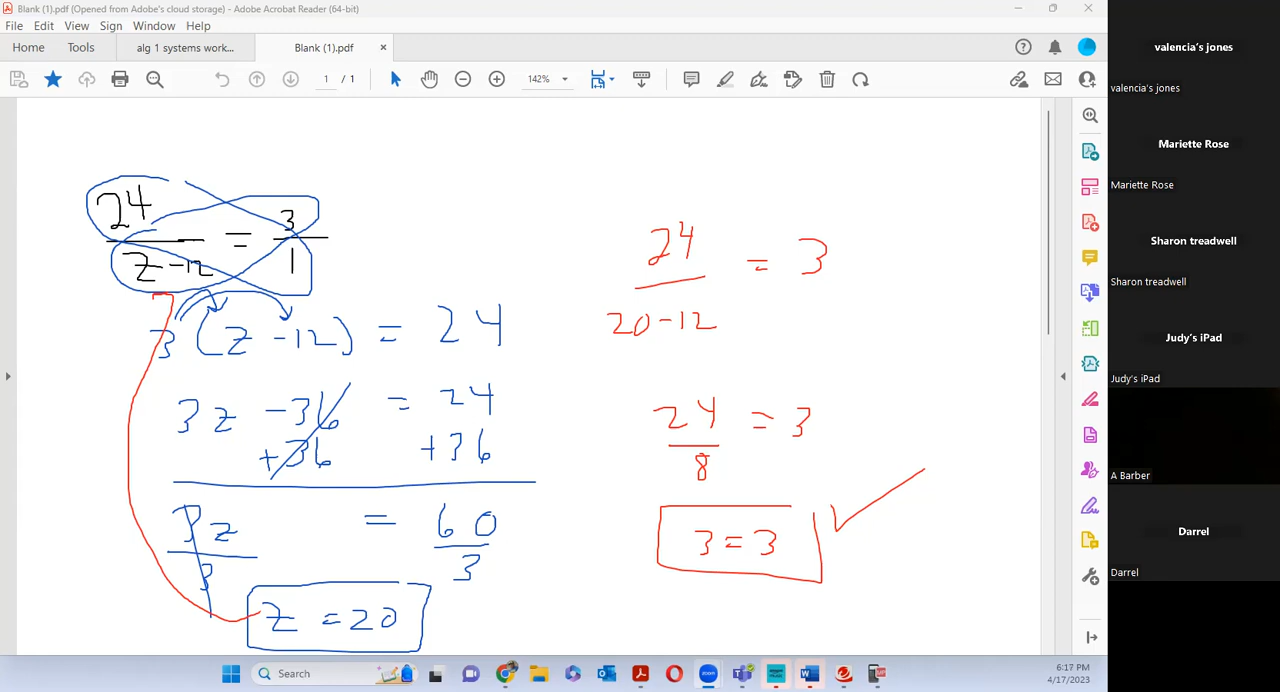 Blank (1).pdf (Opened from Adobe's cloud storage) - Adobe Acrobat Reader (64-bit)
File Edit View Sign Window Help
Home Tools alg 1 systems work... Blank (1).pdf ×
1 / 1 142%
24 / z - 12 = 3 / 1
3 (z - 12) = 24
3z - 36 = 24
+36 +36
3z / 3 = 60 / 3
z = 20
24 / 20 - 12 = 3
24 / 8 = 3
3 = 3 ✓
valencia's jones
valencia's jones
Mariette Rose
Mariette Rose
Sharon treadwell
Sharon treadwell
Judy's iPad
Judy's iPad
A Barber
Darrel
Darrel
Search
6:17 PM
4/17/2023